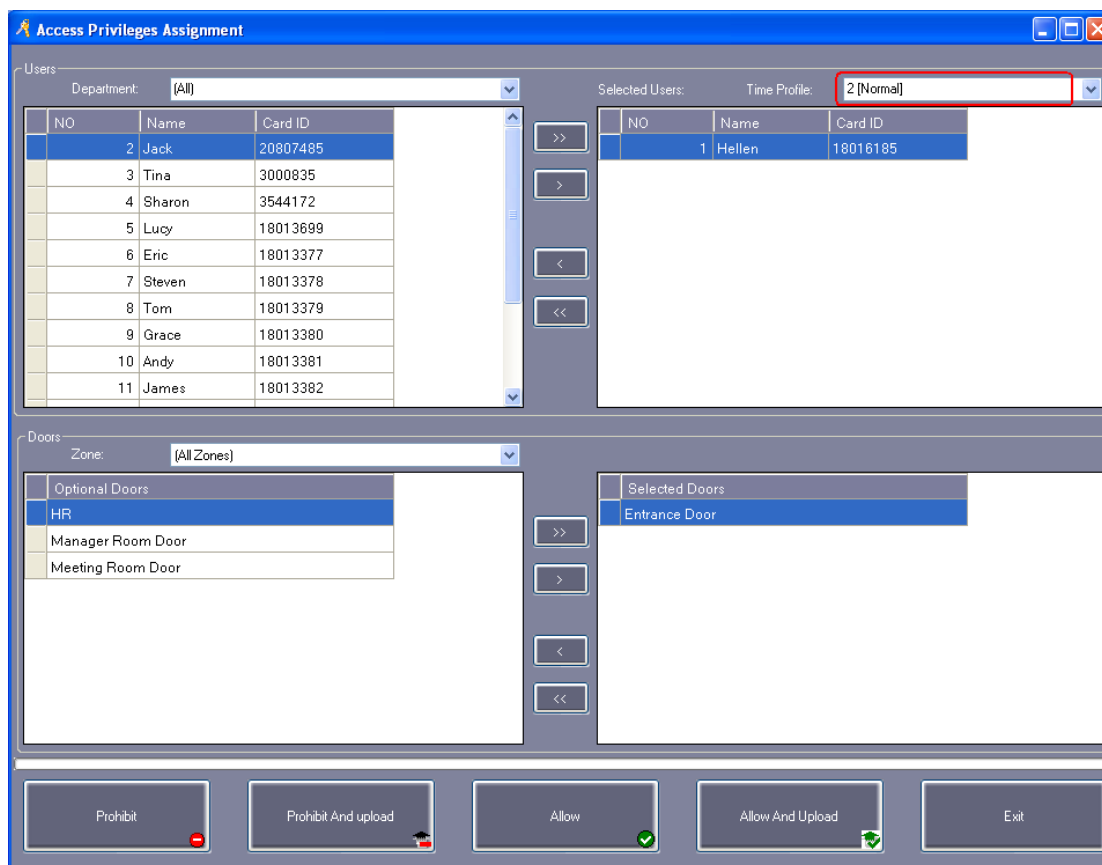 Access Privileges Assignment
Users
Department: (All) Selected Users: Time Profile: 2 [Normal]
NO Name Card ID
2 Jack 20807485
3 Tina 3000835
4 Sharon 3544172
5 Lucy 18013699
6 Eric 18013377
7 Steven 18013378
8 Tom 18013379
9 Grace 18013380
10 Andy 18013381
11 James 18013382
>>
>
<
<<
NO Name Card ID
1 Hellen 18016185
Doors
Zone: (All Zones)
Optional Doors
HR
Manager Room Door
Meeting Room Door
>>
>
<
<<
Selected Doors
Entrance Door
Prohibit Prohibit And upload Allow Allow And Upload Exit